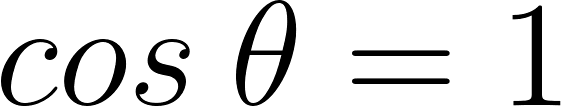 cos θ = 1